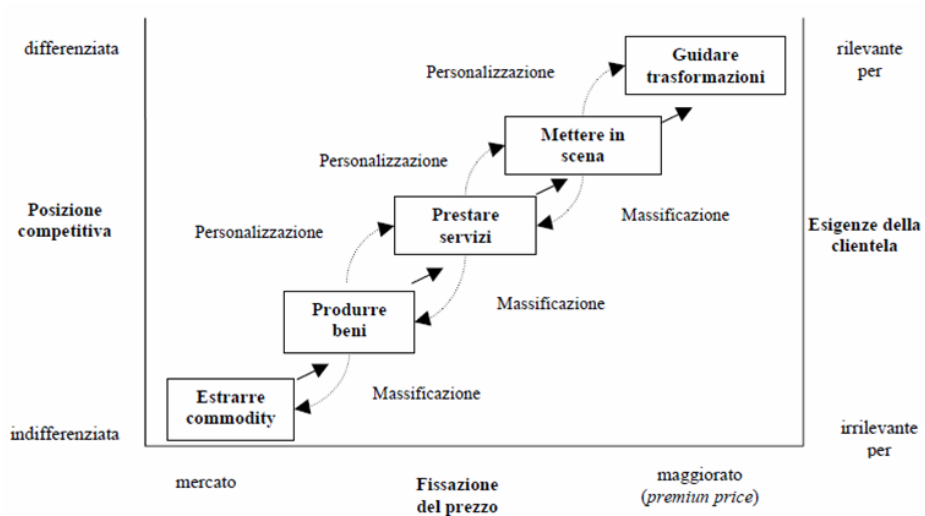 differenziata
Guidare
trasformazioni
rilevante
per
Personalizzazione
Mettere in
scena
Personalizzazione
Posizione
competitiva
Prestare
servizi
Massificazione
Esigenze della
clientela
Personalizzazione
Produrre
beni
Massificazione
Estrarre
commodity
Massificazione
indifferenziata
irrilevante
per
mercato
Fissazione
del prezzo
maggiorato
(premiun price)